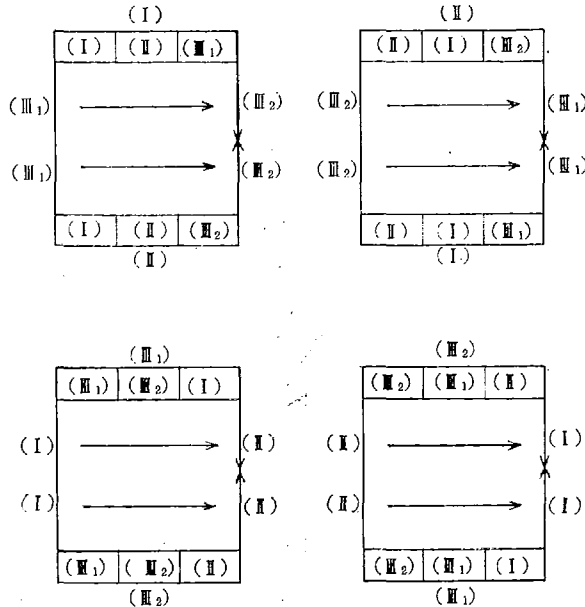 (Ⅰ) (Ⅱ)
(Ⅰ) (Ⅱ) (Ⅲ₁) (Ⅱ) (Ⅰ) (Ⅲ₂)
(Ⅲ₁) (Ⅲ₂) (Ⅲ₂) (Ⅲ₁)
(Ⅲ₁) (Ⅲ₂) (Ⅲ₂) (Ⅲ₁)
(Ⅰ) (Ⅱ) (Ⅲ₂) (Ⅱ) (Ⅰ) (Ⅲ₁)
(Ⅱ) (Ⅰ)
(Ⅲ₁) (Ⅲ₂)
(Ⅲ₁) (Ⅲ₂) (Ⅰ) (Ⅲ₂) (Ⅲ₁) (Ⅱ)
(Ⅰ) (Ⅱ) (Ⅱ) (Ⅰ)
(Ⅰ) (Ⅱ) (Ⅱ) (Ⅰ)
(Ⅲ₁) (Ⅲ₂) (Ⅱ) (Ⅲ₂) (Ⅲ₁) (Ⅰ)
(Ⅲ₂) (Ⅲ₁)